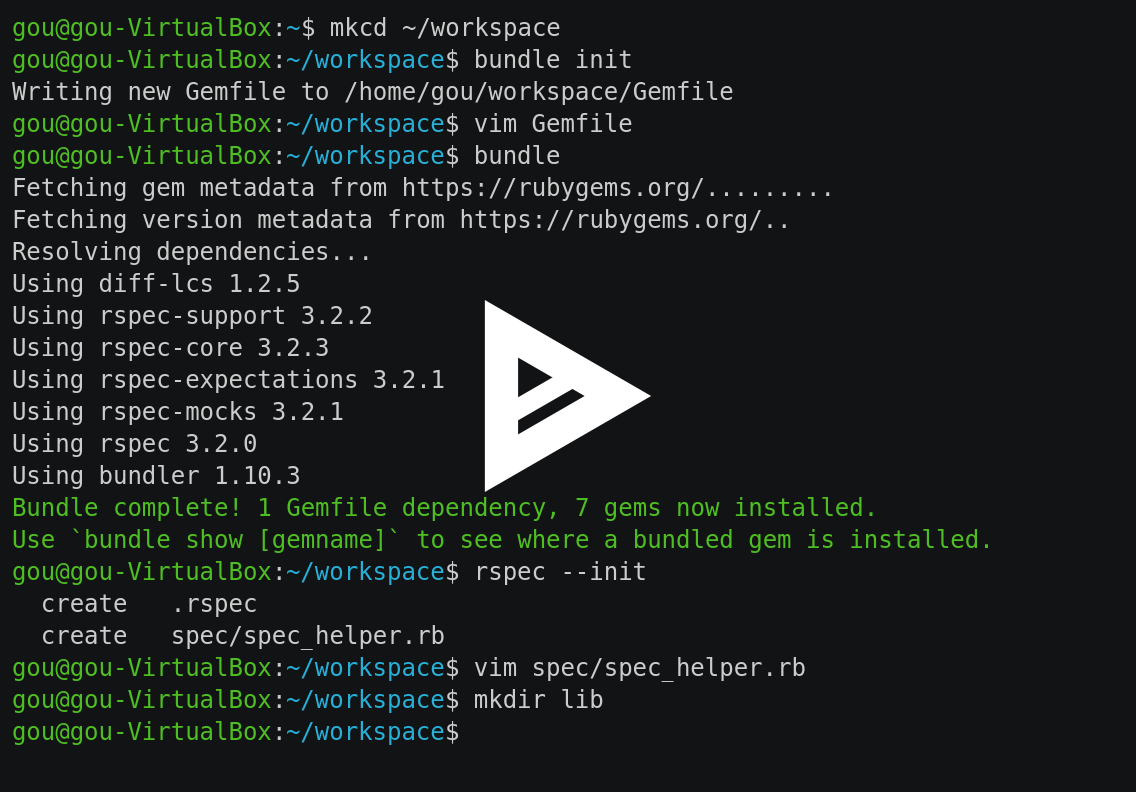 gou@gou-VirtualBox:~$ mkcd ~/workspace
gou@gou-VirtualBox:~/workspace$ bundle init
Writing new Gemfile to /home/gou/workspace/Gemfile
gou@gou-VirtualBox:~/workspace$ vim Gemfile
gou@gou-VirtualBox:~/workspace$ bundle
Fetching gem metadata from https://rubygems.org/.........
Fetching version metadata from https://rubygems.org/..
Resolving dependencies...
Using diff-lcs 1.2.5
Using rspec-support 3.2.2
Using rspec-core 3.2.3
Using rspec-expectations 3.2.1
Using rspec-mocks 3.2.1
Using rspec 3.2.0
Using bundler 1.10.3
Bundle complete! 1 Gemfile dependency, 7 gems now installed.
Use `bundle show [gemname]` to see where a bundled gem is installed.
gou@gou-VirtualBox:~/workspace$ rspec --init
  create   .rspec
  create   spec/spec_helper.rb
gou@gou-VirtualBox:~/workspace$ vim spec/spec_helper.rb
gou@gou-VirtualBox:~/workspace$ mkdir lib
gou@gou-VirtualBox:~/workspace$